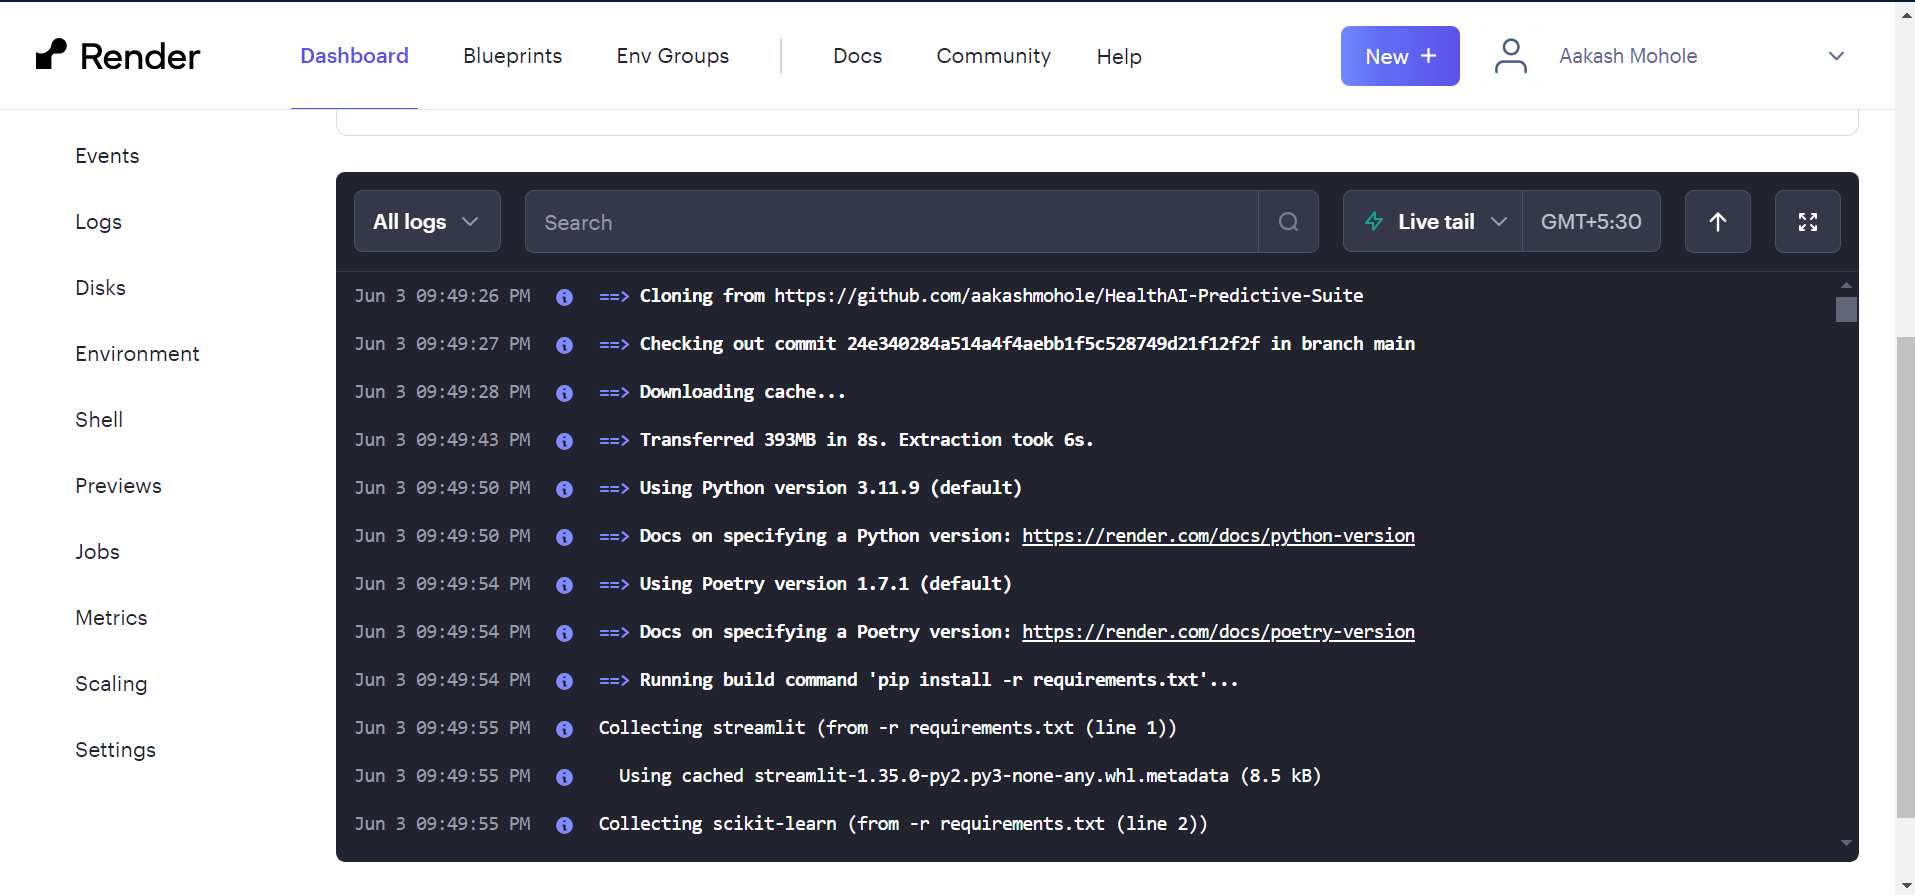 Render
Dashboard
Blueprints
Env Groups
Docs
Community
Help
New +
Aakash Mohole
Events
Logs
Disks
Environment
Shell
Previews
Jobs
Metrics
Scaling
Settings
All logs
Search
Live tail
GMT+5:30
Jun 3 09:49:26 PM ==> Cloning from https://github.com/aakashmohole/HealthAI-Predictive-Suite
Jun 3 09:49:27 PM ==> Checking out commit 24e340284a514a4f4aebb1f5c528749d21f12f2f in branch main
Jun 3 09:49:28 PM ==> Downloading cache...
Jun 3 09:49:43 PM ==> Transferred 393MB in 8s. Extraction took 6s.
Jun 3 09:49:50 PM ==> Using Python version 3.11.9 (default)
Jun 3 09:49:50 PM ==> Docs on specifying a Python version: https://render.com/docs/python-version
Jun 3 09:49:54 PM ==> Using Poetry version 1.7.1 (default)
Jun 3 09:49:54 PM ==> Docs on specifying a Poetry version: https://render.com/docs/poetry-version
Jun 3 09:49:54 PM ==> Running build command 'pip install -r requirements.txt'...
Jun 3 09:49:55 PM Collecting streamlit (from -r requirements.txt (line 1))
Jun 3 09:49:55 PM Using cached streamlit-1.35.0-py2.py3-none-any.whl.metadata (8.5 kB)
Jun 3 09:49:55 PM Collecting scikit-learn (from -r requirements.txt (line 2))